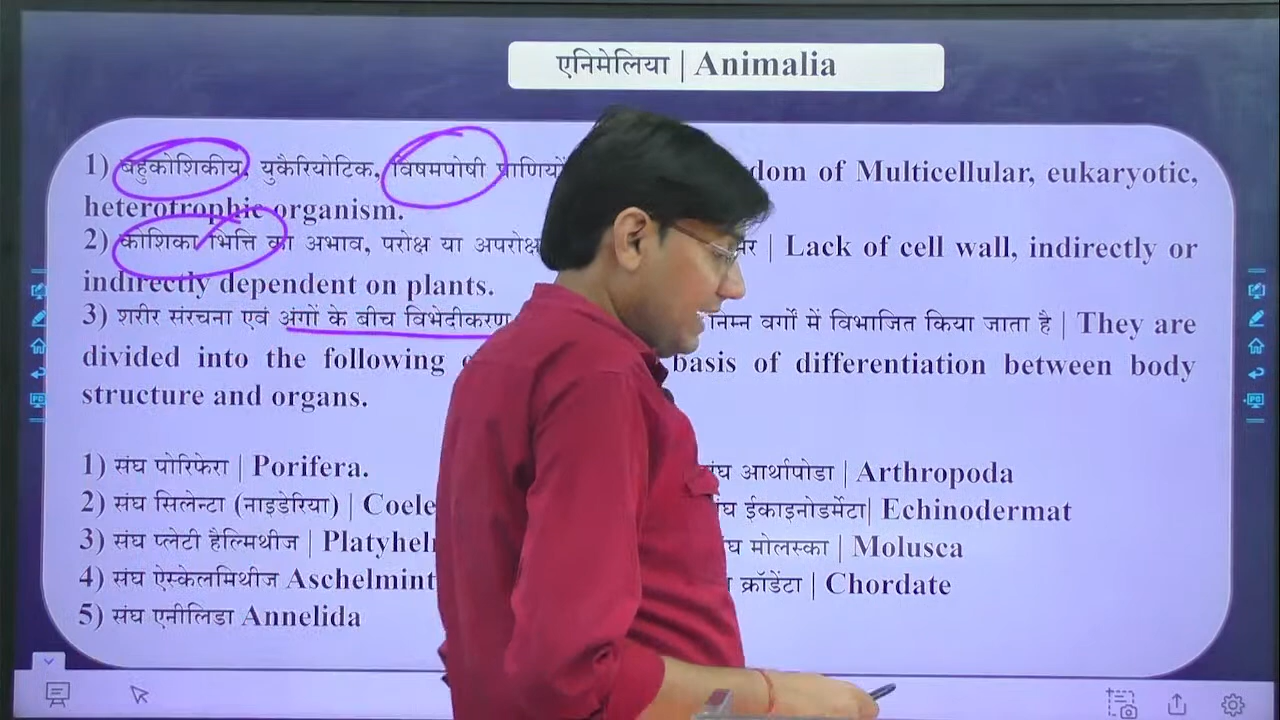 एनिमेलिया | Animalia
1) बहुकोशिकीय, युकैरियोटिक, विषमपोषी प्राणियों dom of Multicellular, eukaryotic,
heterotrophic organism.
2) कोशिका भित्ति का अभाव, परोक्ष या अपरोक्ष | Lack of cell wall, indirectly or
indirectly dependent on plants.
3) शरीर संरचना एवं अंगों के बीच विभेदीकरण निम्न वर्गों में विभाजित किया जाता है | They are
divided into the following basis of differentiation between body
structure and organs.
1) संघ पोरिफेरा | Porifera.
संघ आर्थापोडा | Arthropoda
2) संघ सिलेन्टा (नाइडेरिया) | Coele
संघ ईकाइनोडर्मेटा| Echinodermat
3) संघ प्लेटी हैल्मिथीज | Platyhel
संघ मोलस्का | Molusca
4) संघ ऐस्केलमिथीज Aschelmint
क्रॉडेंटा | Chordate
5) संघ एनीलिडा Annelida